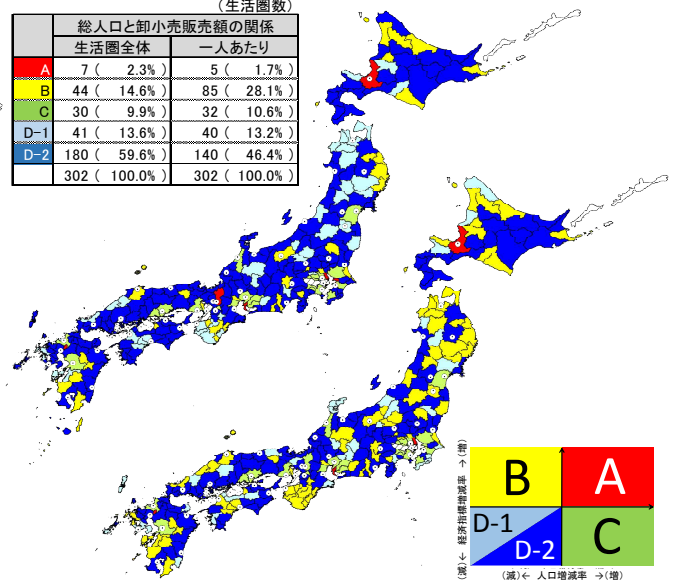 (生活圏数)
総人口と卸小売販売額の関係
生活圏全体 一人あたり
A 7 ( 2.3% ) 5 ( 1.7% )
B 44 ( 14.6% ) 85 ( 28.1% )
C 30 ( 9.9% ) 32 ( 10.6% )
D-1 41 ( 13.6% ) 40 ( 13.2% )
D-2 180 ( 59.6% ) 140 ( 46.4% )
302 ( 100.0% ) 302 ( 100.0% )
(減)← 経済指標増減率 →(増)
B A
D-1 D-2 C
(減)← 人口増減率 →(増)